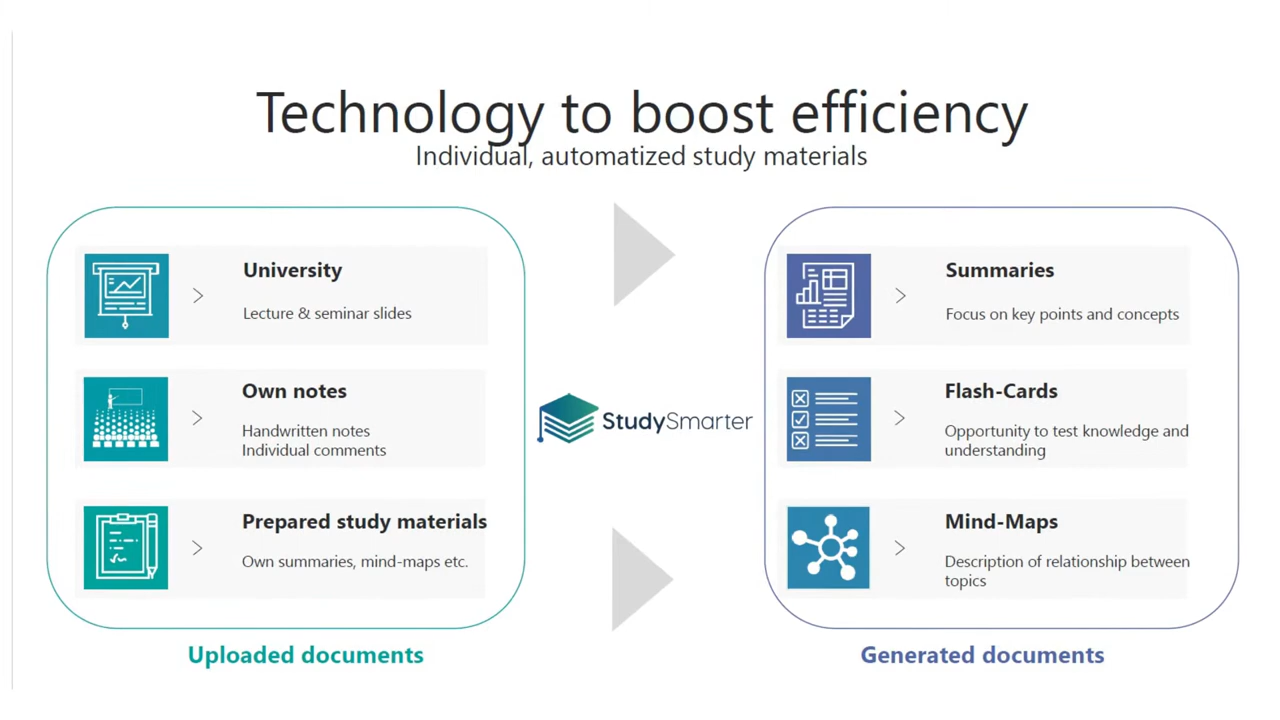 Technology to boost efficiency
Individual, automatized study materials
University
Lecture & seminar slides
Own notes
Handwritten notes
Individual comments
Prepared study materials
Own summaries, mind-maps etc.
Uploaded documents
StudySmarter
Summaries
Focus on key points and concepts
Flash-Cards
Opportunity to test knowledge and
understanding
Mind-Maps
Description of relationship between
topics
Generated documents